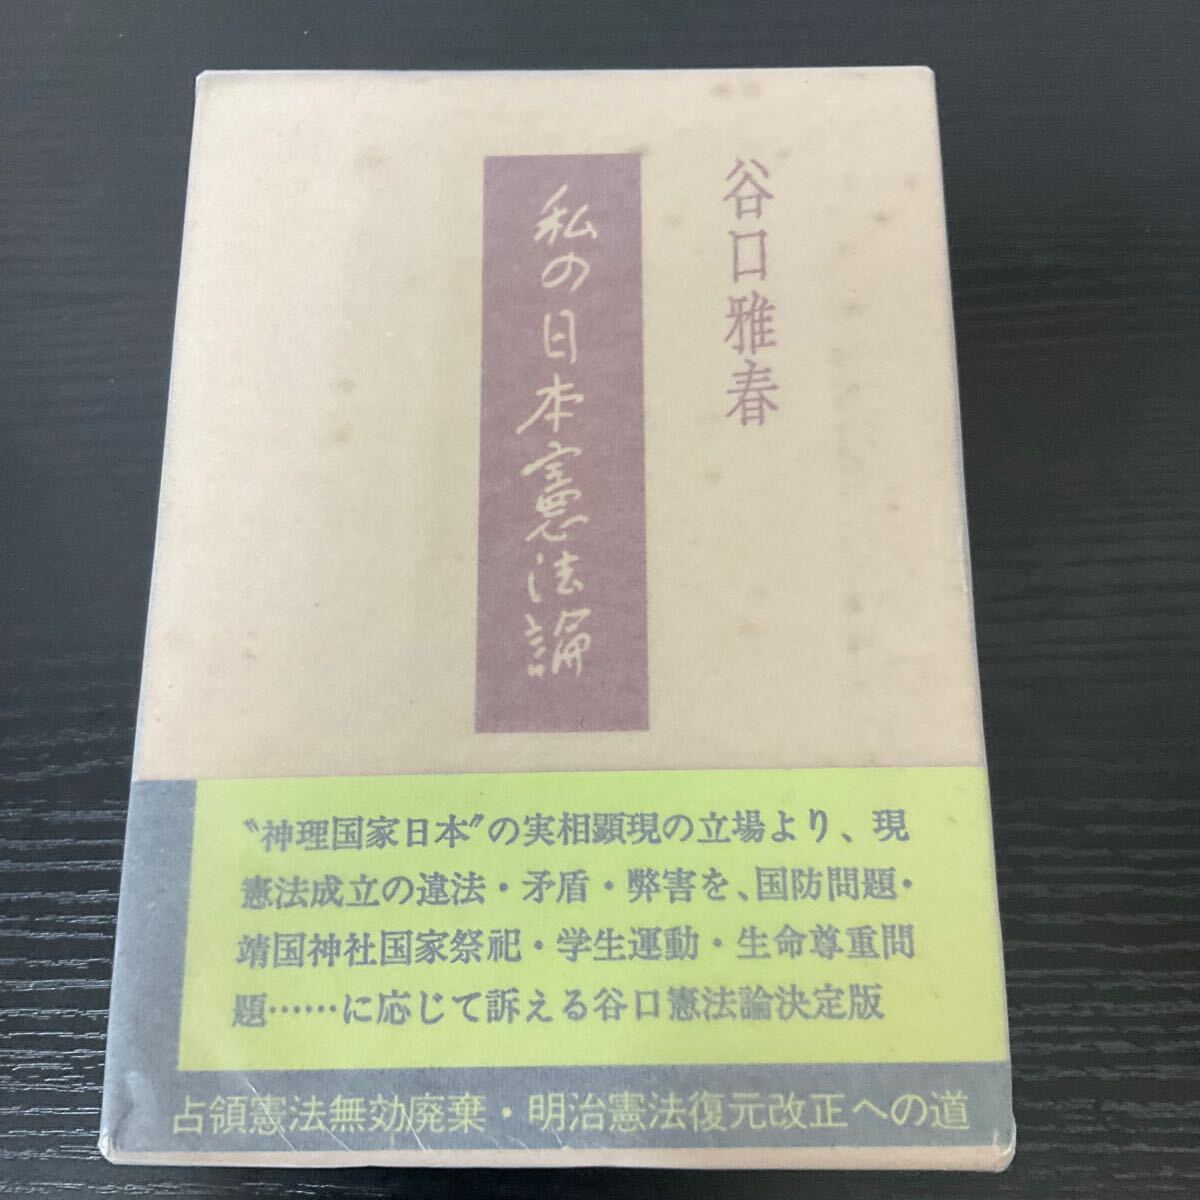 谷口雅春
私の日本憲法論
〝神理国家日本〟の実相顕現の立場より、現
憲法成立の違法・矛盾・弊害を、国防問題・
靖国神社国家祭祀・学生運動・生命尊重問
題……に応じて訴える谷口憲法論決定版
占領憲法無効廃棄・明治憲法復元改正への道